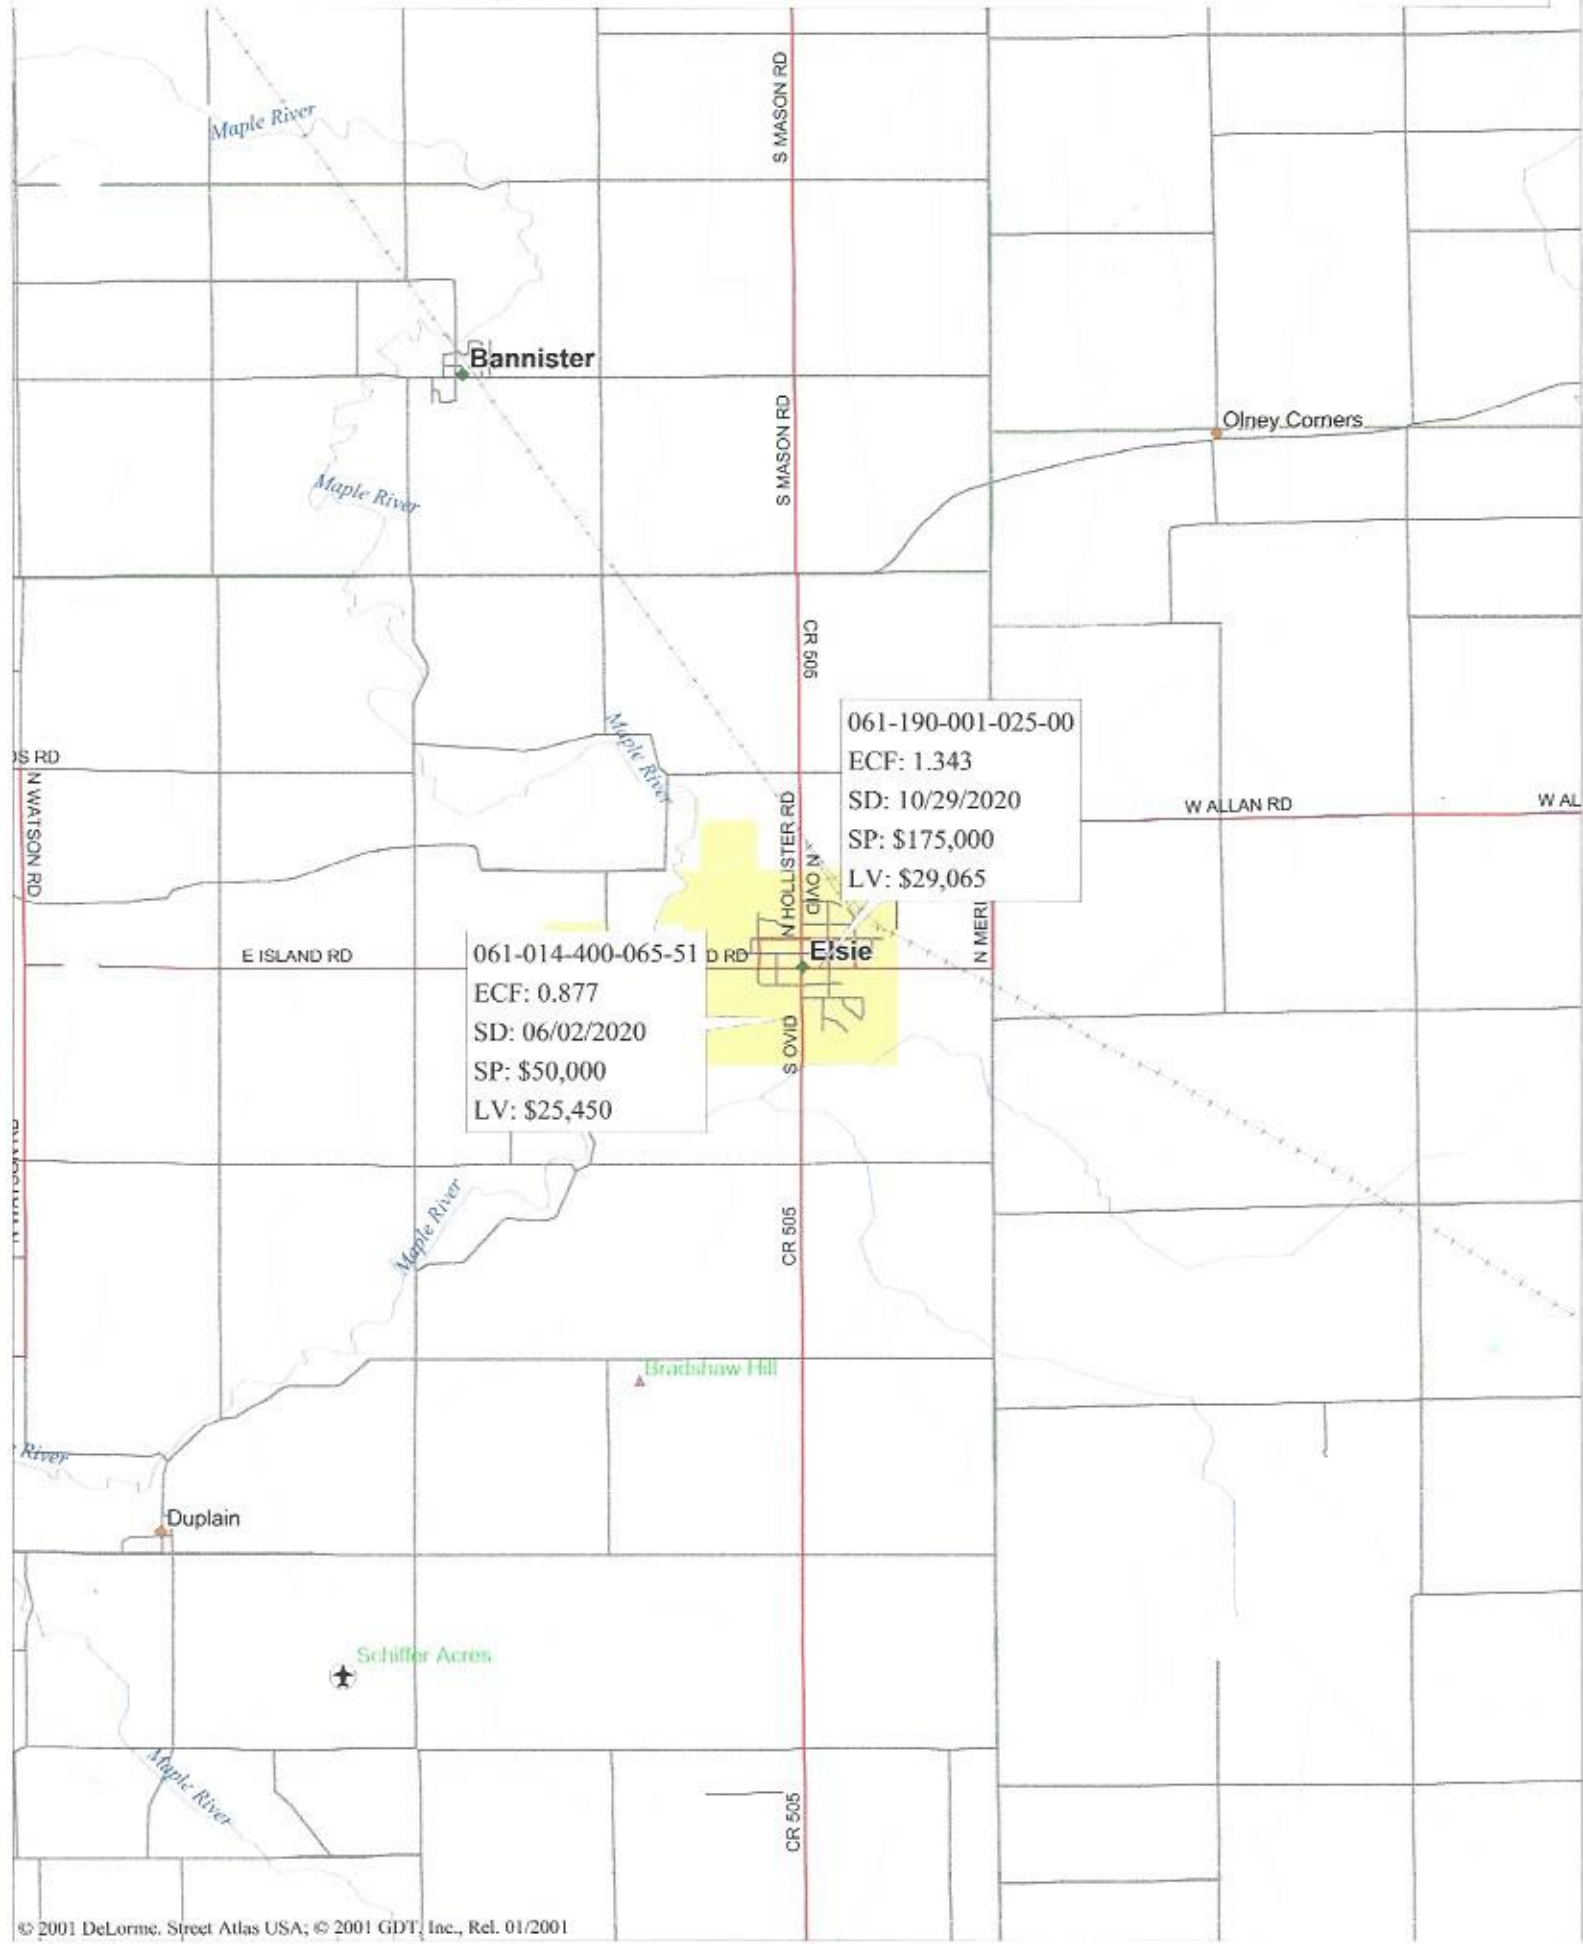 Maple River
S MASON RD
Bannister
S MASON RD
Olney Corners
Maple River
CR 505
Maple River
061-190-001-025-00
ECF: 1.343
SD: 10/29/2020
SP: $175,000
LV: $29,065
RD
N WATSON RD
N HOLLISTER RD
N OVID
W ALLAN RD
W AL
N MERI
E ISLAND RD
061-014-400-065-51
ECF: 0.877
SD: 06/02/2020
SP: $50,000
LV: $25,450
D RD
Elsie
S OVID
Maple River
CR 505
Bradshaw Hill
River
Duplain
Schiffer Acres
Maple River
CR 505
© 2001 DeLorme. Street Atlas USA; © 2001 GDT, Inc., Rel. 01/2001